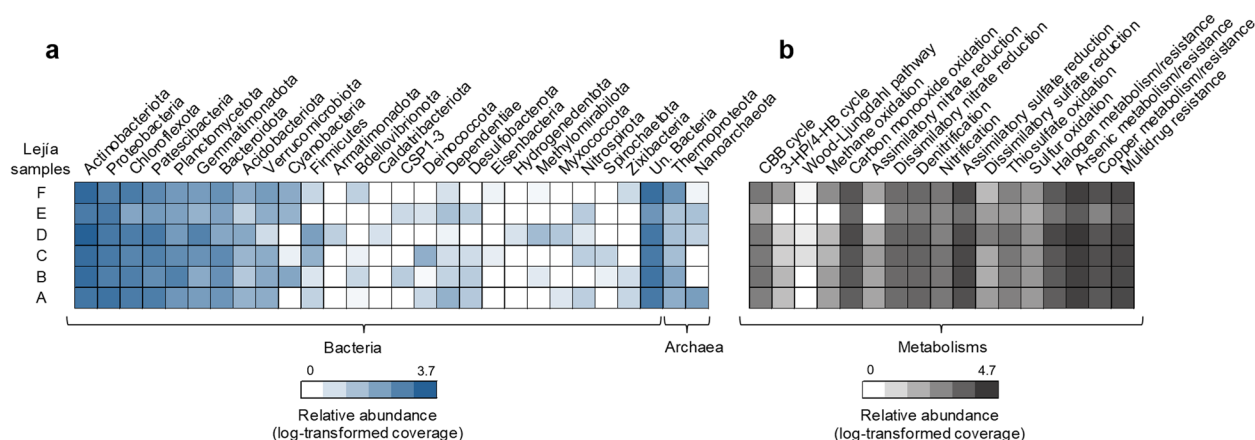 a
b
Lejía
samples
Actinobacteriota
Proteobacteria
Chloroflexota
Patescibacteria
Planctomycetota
Gemmatimonadota
Bacteroidota
Acidobacteriota
Verrucomicrobiota
Cyanobacteria
Firmicutes
Armatimonadota
Bdellovibrionota
Caldatribacteriota
CSP1-3
Deinococcota
Dependentiae
Desulfobacterota
Eisenbacteria
Hydrogenedentota
Methylomirabilota
Myxococcota
Nitrospirota
Spirochaetota
Zixibacteria
Un. Bacteria
Thermoproteota
Nanoarchaeota
CBB cycle
3-HP/4-HB cycle
Wood-Ljungdahl pathway
Methane oxidation
Carbon monoxide oxidation
Assimilatory nitrate reduction
Dissimilatory nitrate reduction
Denitrification
Nitrification
Assimilatory sulfate reduction
Dissimilatory sulfate reduction
Thiosulfate oxidation
Sulfur oxidation
Halogen metabolism/resistance
Arsenic metabolism/resistance
Copper metabolism/resistance
Multidrug resistance
F
E
D
C
B
A
Bacteria
Archaea
Metabolisms
0 3.7
0 4.7
Relative abundance
(log-transformed coverage)
Relative abundance
(log-transformed coverage)